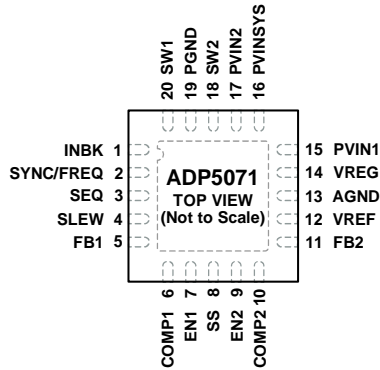 20 SW1
19 PGND
18 SW2
17 PVIN2
16 PVINSYS
INBK 1
SYNC/FREQ 2
SEQ 3
SLEW 4
FB1 5
ADP5071
TOP VIEW
(Not to Scale)
15 PVIN1
14 VREG
13 AGND
12 VREF
11 FB2
COMP1 6
EN1 7
SS 8
EN2 9
COMP2 10